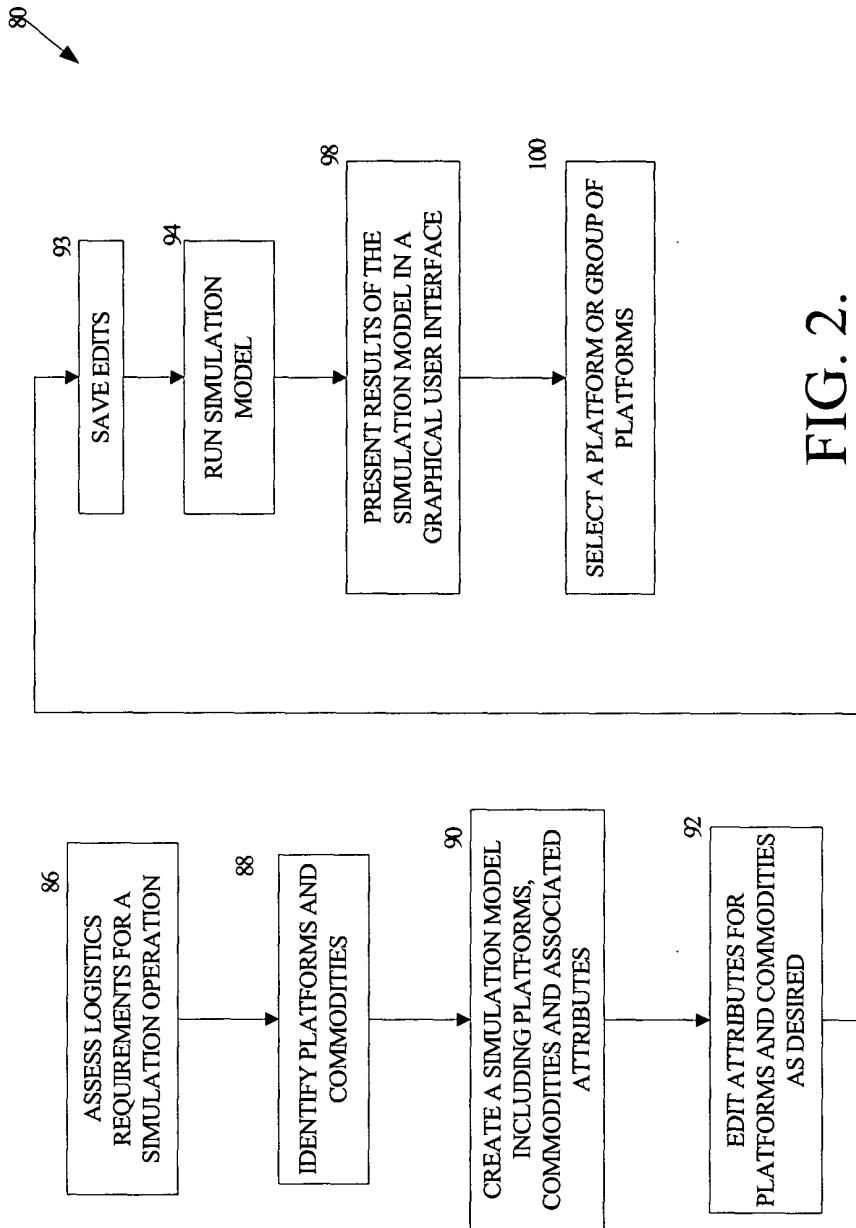 80
86
ASSESS LOGISTICS
REQUIREMENTS FOR A
SIMULATION OPERATION
88
IDENTIFY PLATFORMS AND
COMMODITIES
90
CREATE A SIMULATION MODEL
INCLUDING PLATFORMS,
COMMODITIES AND ASSOCIATED
ATTRIBUTES
92
EDIT ATTRIBUTES FOR
PLATFORMS AND COMMODITIES
AS DESIRED
93
SAVE EDITS
94
RUN SIMULATION
MODEL
98
PRESENT RESULTS OF THE
SIMULATION MODEL IN A
GRAPHICAL USER INTERFACE
100
SELECT A PLATFORM OR GROUP OF
PLATFORMS
FIG. 2.